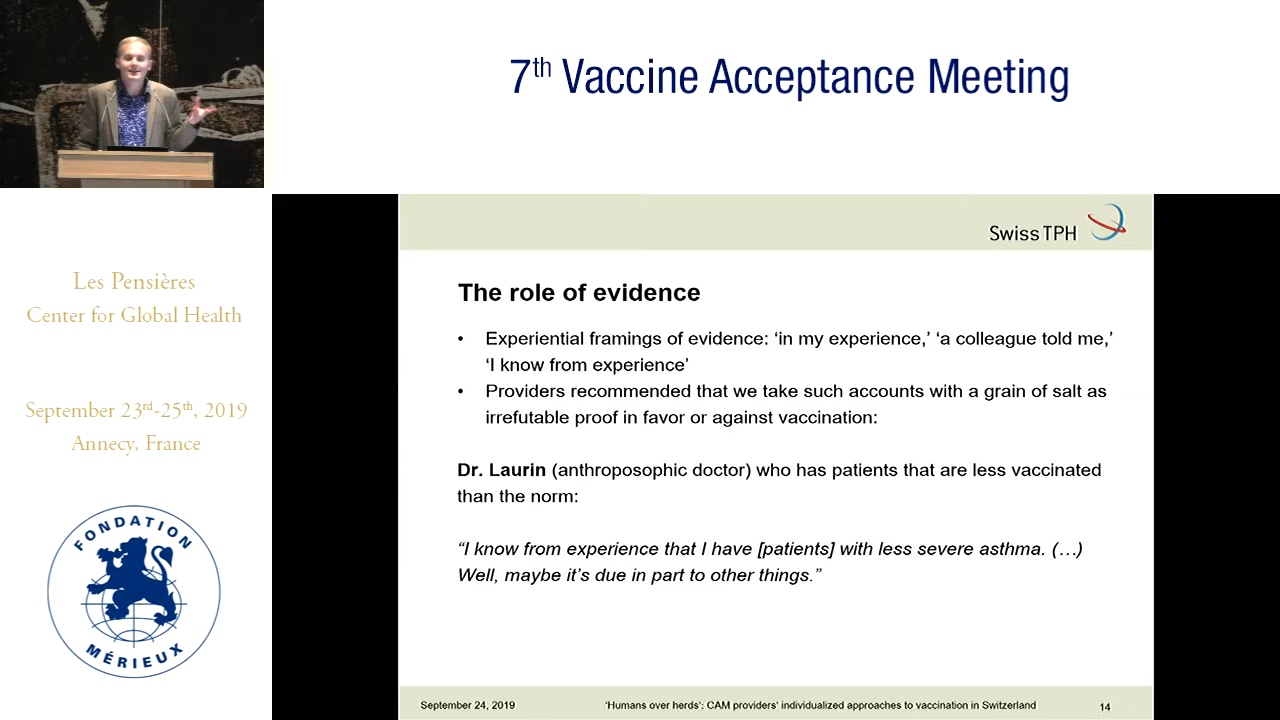 7th Vaccine Acceptance Meeting
Les Pensières
Center for Global Health
September 23rd-25th, 2019
Annecy, France
FONDATION
MÉRIEUX
Swiss TPH
The role of evidence
• Experiential framings of evidence: ‘in my experience,’ ‘a colleague told me,’
‘I know from experience’
• Providers recommended that we take such accounts with a grain of salt as
irrefutable proof in favor or against vaccination:
Dr. Laurin (anthroposophic doctor) who has patients that are less vaccinated
than the norm:
“I know from experience that I have [patients] with less severe asthma. (…)
Well, maybe it’s due in part to other things.”
September 24, 2019
‘Humans over herds’: CAM providers’ individualized approaches to vaccination in Switzerland
14